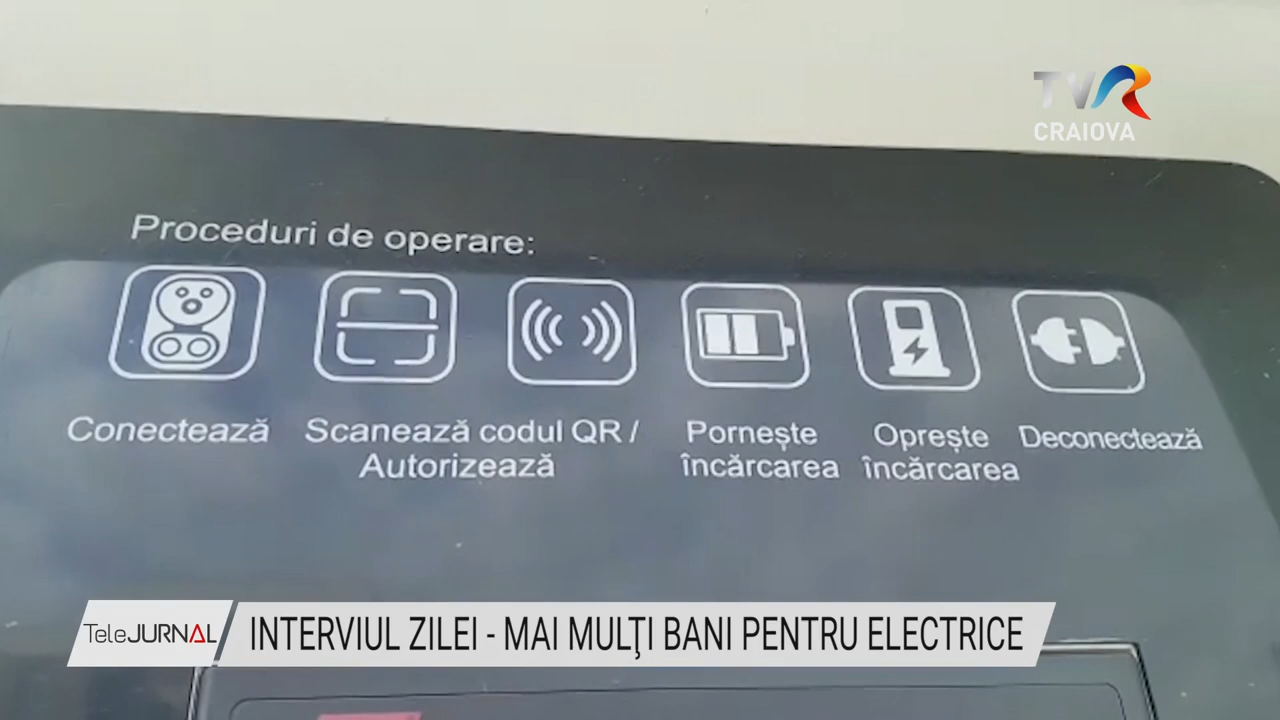 TVR
CRAIOVA
Proceduri de operare:
Conectează
Scanează codul QR /
Autorizează
Pornește
încărcarea
Oprește
încărcarea
Deconectează
TeleJURNAL
INTERVIUL ZILEI - MAI MULŢI BANI PENTRU ELECTRICE